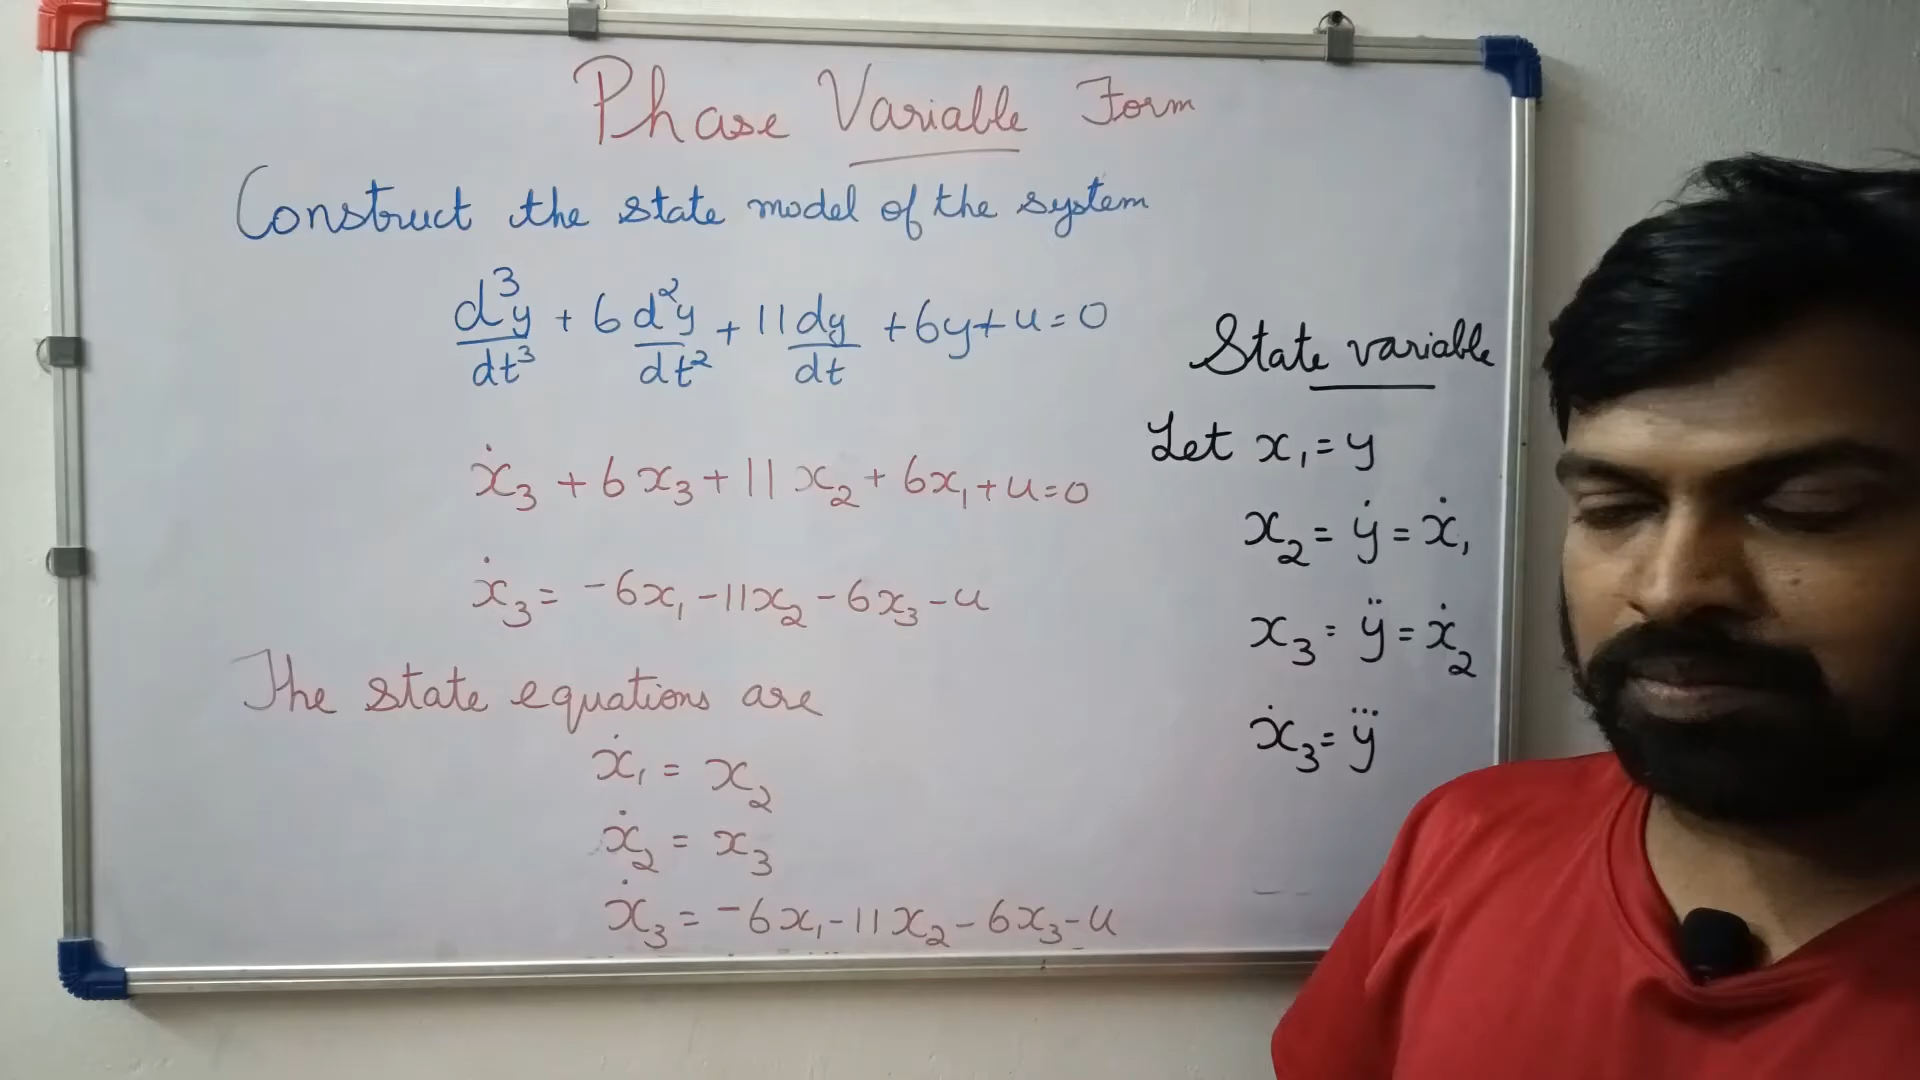 Phase Variable Form
Construct the state model of the system
d³y/dt³ + 6 d²y/dt² + 11 dy/dt + 6y + u = 0
ẋ₃ + 6x₃ + 11x₂ + 6x₁ + u = 0
ẋ₃ = -6x₁ - 11x₂ - 6x₃ - u
The state equations are
ẋ₁ = x₂
ẋ₂ = x₃
ẋ₃ = -6x₁ - 11x₂ - 6x₃ - u
State variable
Let x₁ = y
x₂ = ẏ = ẋ₁
x₃ = ÿ = ẋ₂
ẋ₃ = y⃛